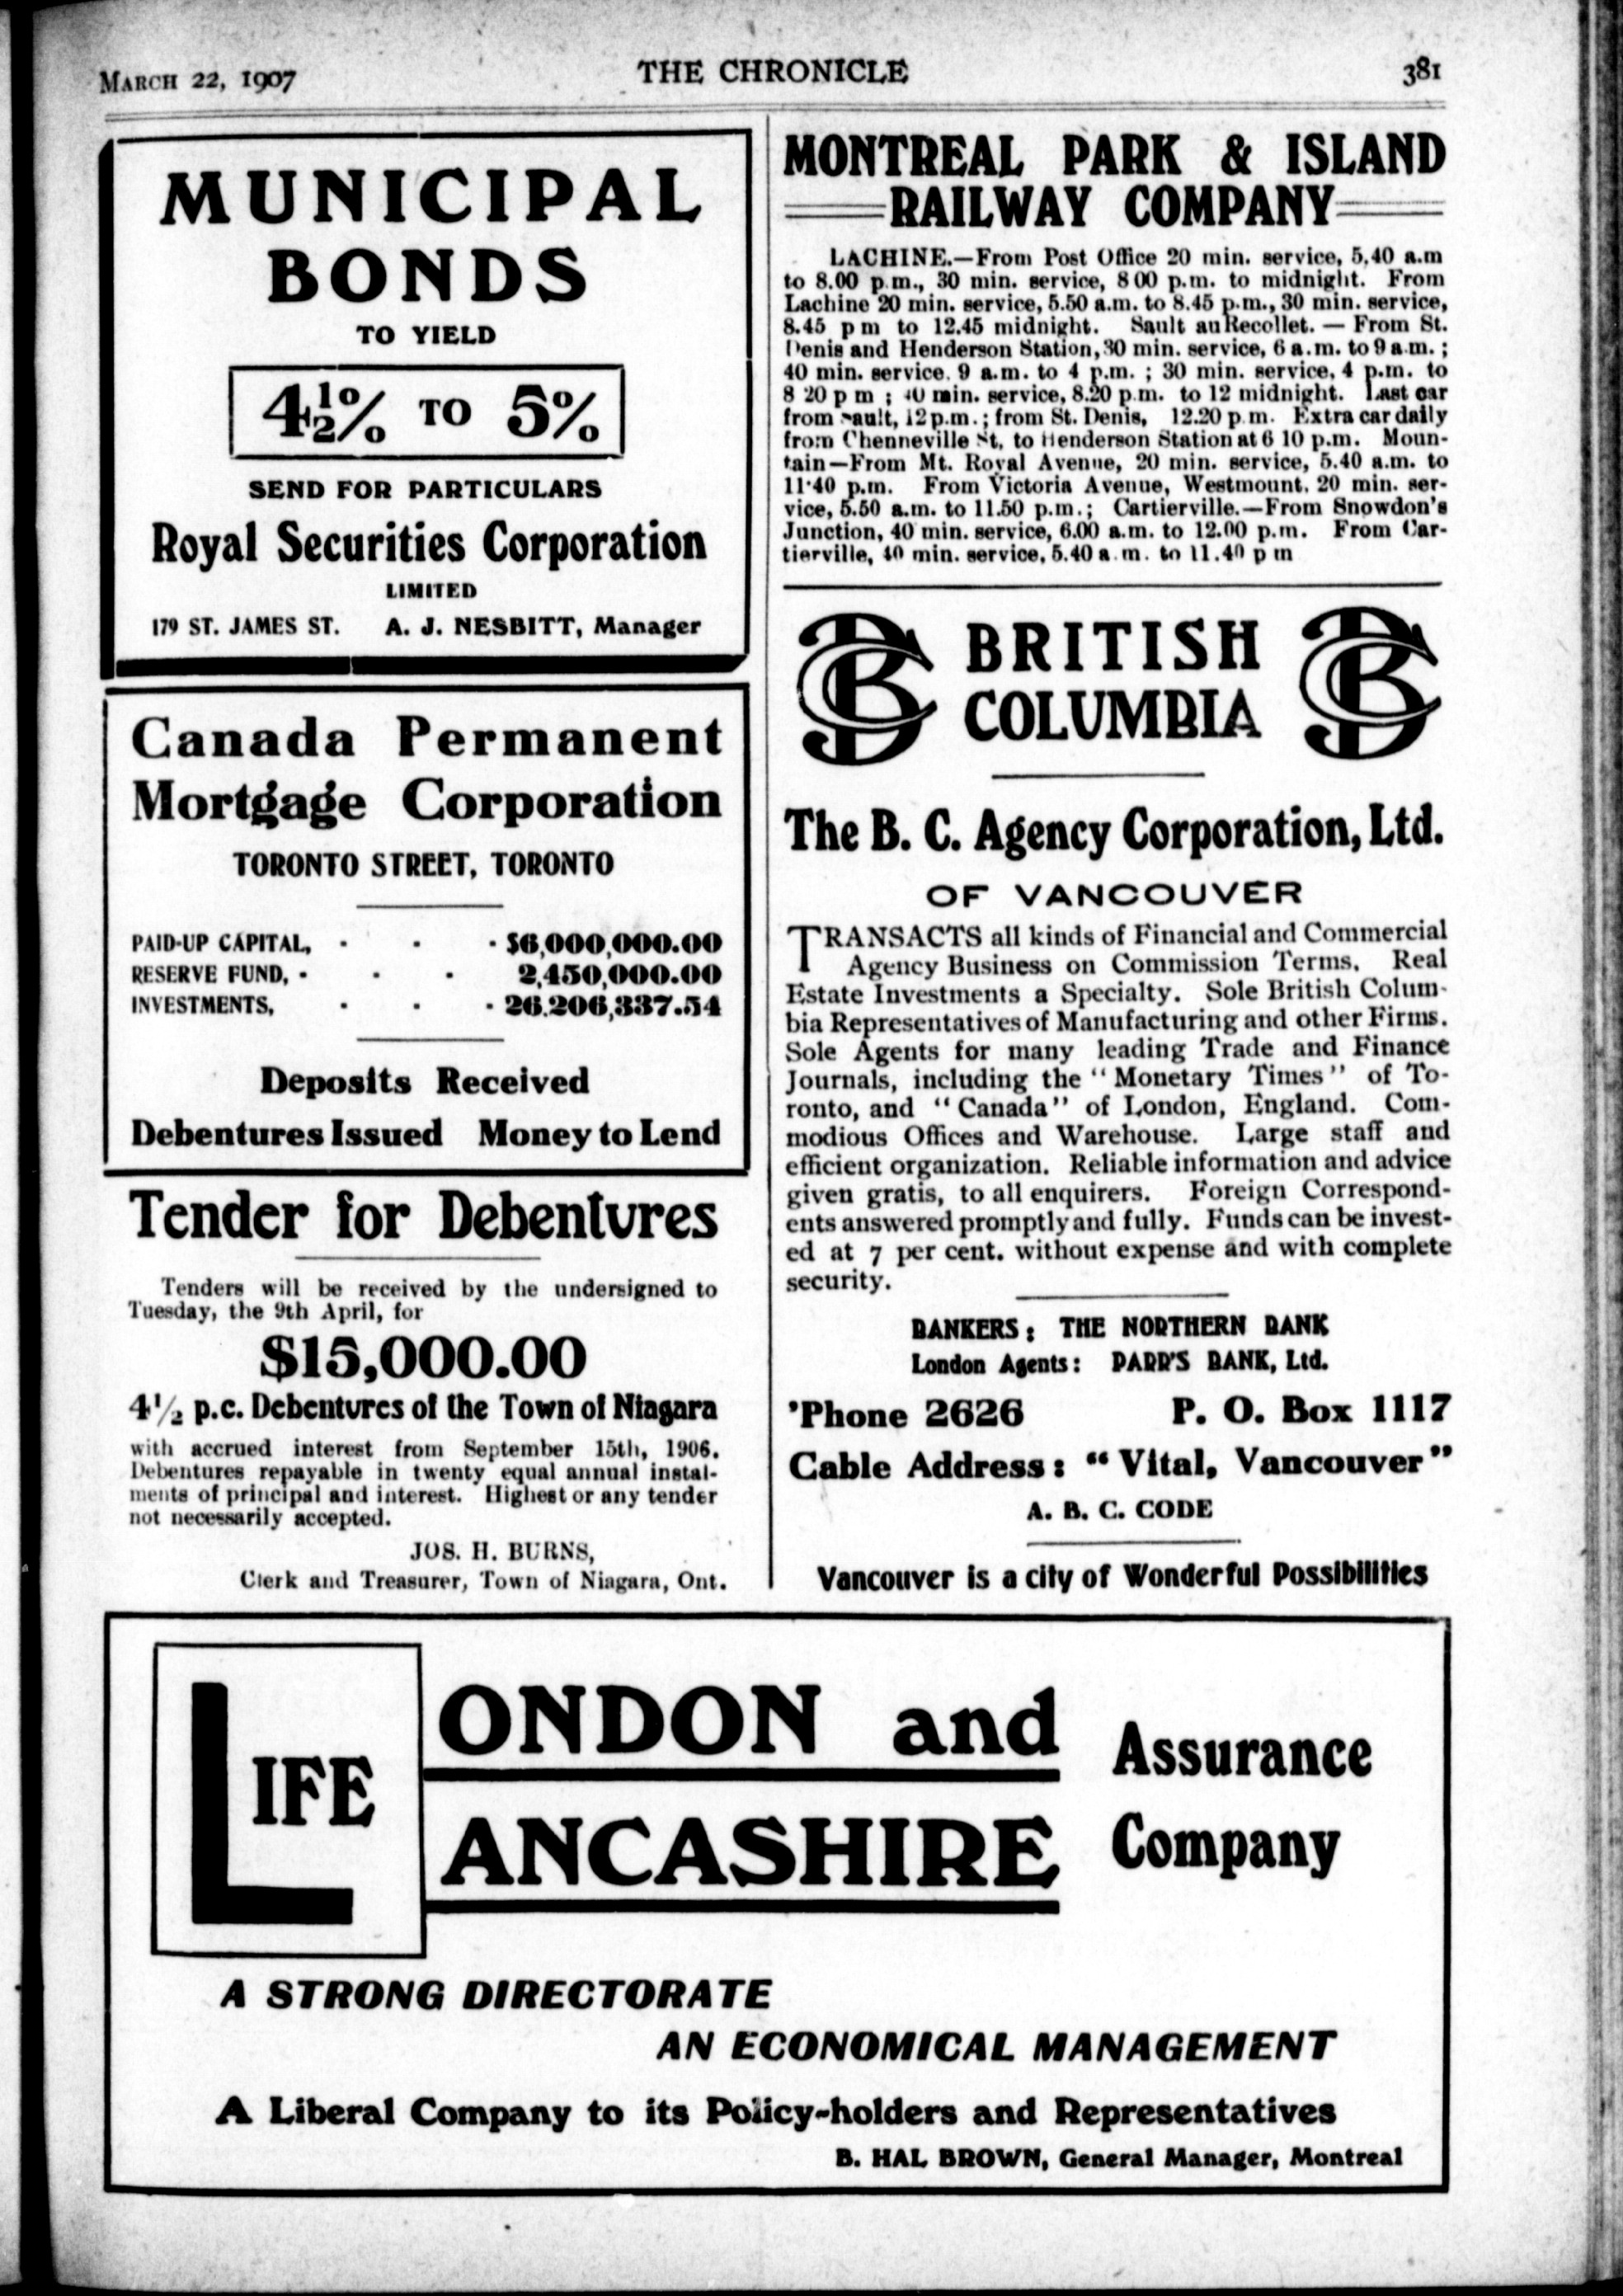 MARCH 22, 1907 THE CHRONICLE 381
MUNICIPAL
BONDS
TO YIELD
4½% TO 5%
SEND FOR PARTICULARS
Royal Securities Corporation
LIMITED
179 ST. JAMES ST. A. J. NESBITT, Manager
Canada Permanent
Mortgage Corporation
TORONTO STREET, TORONTO
PAID-UP CAPITAL, - - - $6,000,000.00
RESERVE FUND, - - - 2,450,000.00
INVESTMENTS, - - - 26,206,337.54
Deposits Received
Debentures Issued Money to Lend
Tender for Debentures
Tenders will be received by the undersigned to
Tuesday, the 9th April, for
$15,000.00
4½ p.c. Debentures of the Town of Niagara
with accrued interest from September 15th, 1906.
Debentures repayable in twenty equal annual instal-
ments of principal and interest. Highest or any tender
not necessarily accepted.
JOS. H. BURNS,
Clerk and Treasurer, Town of Niagara, Ont.
MONTREAL PARK & ISLAND
RAILWAY COMPANY
LACHINE.—From Post Office 20 min. service, 5.40 a.m
to 8.00 p.m., 30 min. service, 8 00 p.m. to midnight. From
Lachine 20 min. service, 5.50 a.m. to 8.45 p.m., 30 min. service,
8.45 p m to 12.45 midnight. Sault au Recollet. — From St.
Denis and Henderson Station, 30 min. service, 6 a.m. to 9 a.m. ;
40 min. service. 9 a.m. to 4 p.m. ; 30 min. service, 4 p.m. to
8 20 p m ; 40 min. service, 8.20 p.m. to 12 midnight. Last car
from Sault, 12 p.m. ; from St. Denis, 12.20 p.m. Extra car daily
from Chenneville St, to Henderson Station at 6 10 p.m. Moun-
tain—From Mt. Royal Avenue, 20 min. service, 5.40 a.m. to
11·40 p.m. From Victoria Avenue, Westmount. 20 min. ser-
vice, 5.50 a.m. to 11.50 p.m.; Cartierville.—From Snowdon's
Junction, 40 min. service, 6.00 a.m. to 12.00 p.m. From Car-
tierville, 40 min. service, 5.40 a.m. to 11.40 p m
BC BRITISH BC
COLUMBIA
The B. C. Agency Corporation, Ltd.
OF VANCOUVER
TRANSACTS all kinds of Financial and Commercial
Agency Business on Commission Terms. Real
Estate Investments a Specialty. Sole British Colum-
bia Representatives of Manufacturing and other Firms.
Sole Agents for many leading Trade and Finance
Journals, including the "Monetary Times" of To-
ronto, and "Canada" of London, England. Com-
modious Offices and Warehouse. Large staff and
efficient organization. Reliable information and advice
given gratis, to all enquirers. Foreign Correspond-
ents answered promptly and fully. Funds can be invest-
ed at 7 per cent. without expense and with complete
security.
BANKERS: THE NORTHERN BANK
London Agents: PARR'S BANK, Ltd.
'Phone 2626 P. O. Box 1117
Cable Address: "Vital, Vancouver"
A. B. C. CODE
Vancouver is a city of Wonderful Possibilities
LONDON and
LANCASHIRE
LIFE
Assurance
Company
A STRONG DIRECTORATE
AN ECONOMICAL MANAGEMENT
A Liberal Company to its Policy-holders and Representatives
B. HAL BROWN, General Manager, Montreal